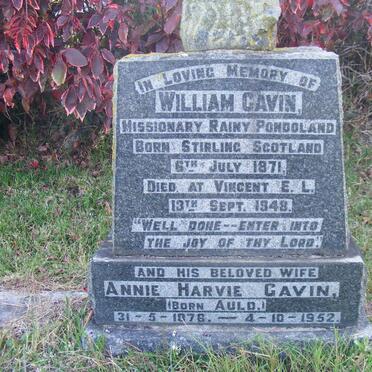 IN LOVING MEMORY OF
WILLIAM GAVIN,
MISSIONARY RAINY PONDOLAND
BORN STIRLING SCOTLAND
6TH JULY 1871,
DIED AT VINCENT E. L.
13TH SEPT. 1948.
"WELL DONE--ENTER INTO
THE JOY OF THY LORD".
AND HIS BELOVED WIFE
ANNIE HARVIE GAVIN,
(BORN AULD.)
31-5-1876. - 4-10-1952.